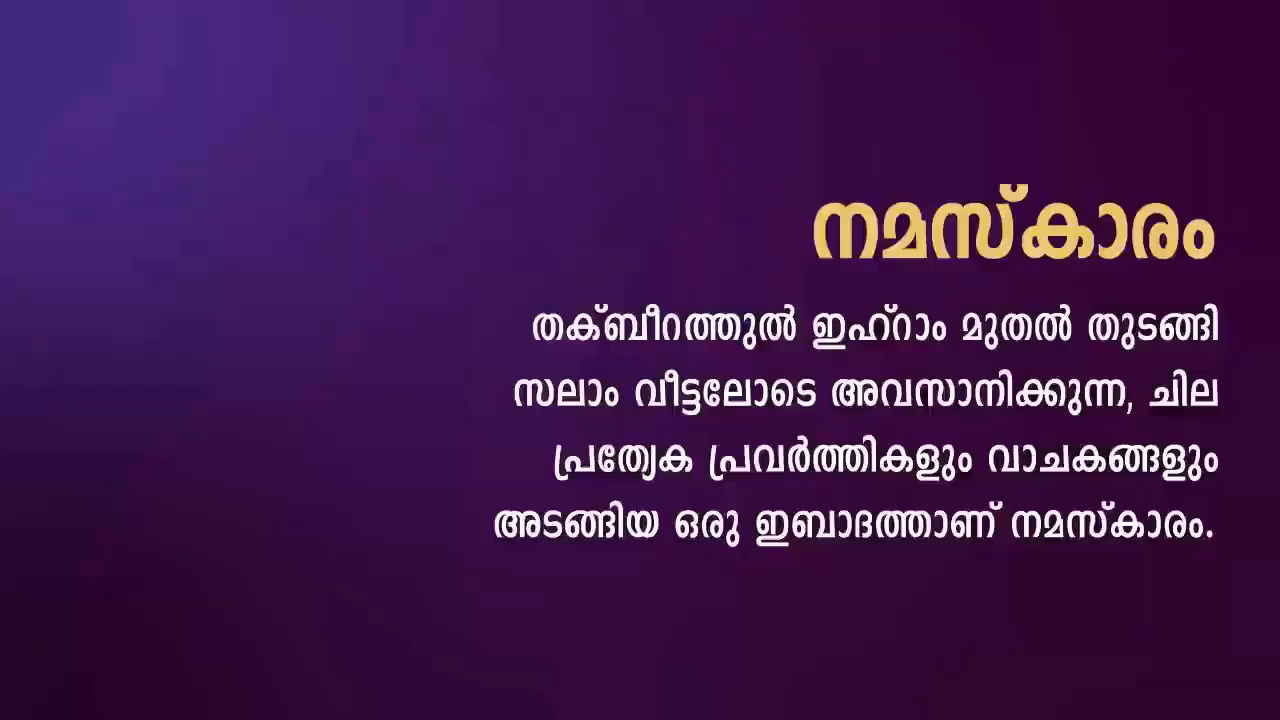 നമസ്കാരം
തക്ബീറത്തുൽ ഇഹ്റാം മുതൽ തുടങ്ങി
സലാം വീട്ടലോടെ അവസാനിക്കുന്ന, ചില
പ്രത്യേക പ്രവർത്തികളും വാചകങ്ങളും
അടങ്ങിയ ഒരു ഇബാദത്താണ് നമസ്കാരം.